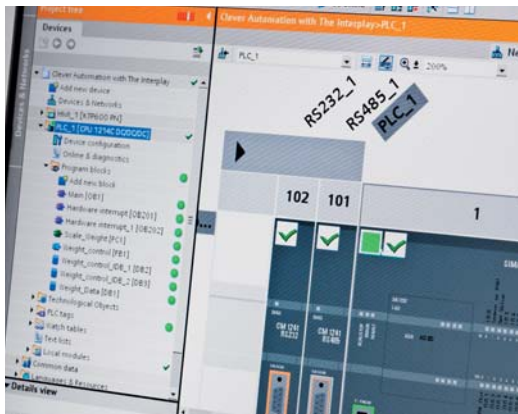 Project tree
Devices
Clever Automation with The Interplay
Add new device
Devices & Networks
HMI_1 [KTP600 PN]
PLC_1 [CPU 1214C DC/DC/DC]
Device configuration
Online & diagnostics
Program blocks
Add new block
Main [OB1]
Hardware interrupt [OB201]
Hardware interrupt_1 [OB202]
Scale_Weight [FC1]
Weight_control [FB1]
Weight_control_IDB_1 [DB2]
Weight_control_IDB_2 [DB3]
Weight_Data [DB1]
Technological Objects
PLC tags
Watch tables
Text lists
Local modules
Common data
Languages & Resources
Details view
Devices & Networks
Clever Automation with The Interplay>PLC_1
PLC_1
200%
RS232_1
RS485_1
PLC_1
102
101
1
CM 1241
RS232
CM 1241
RS485